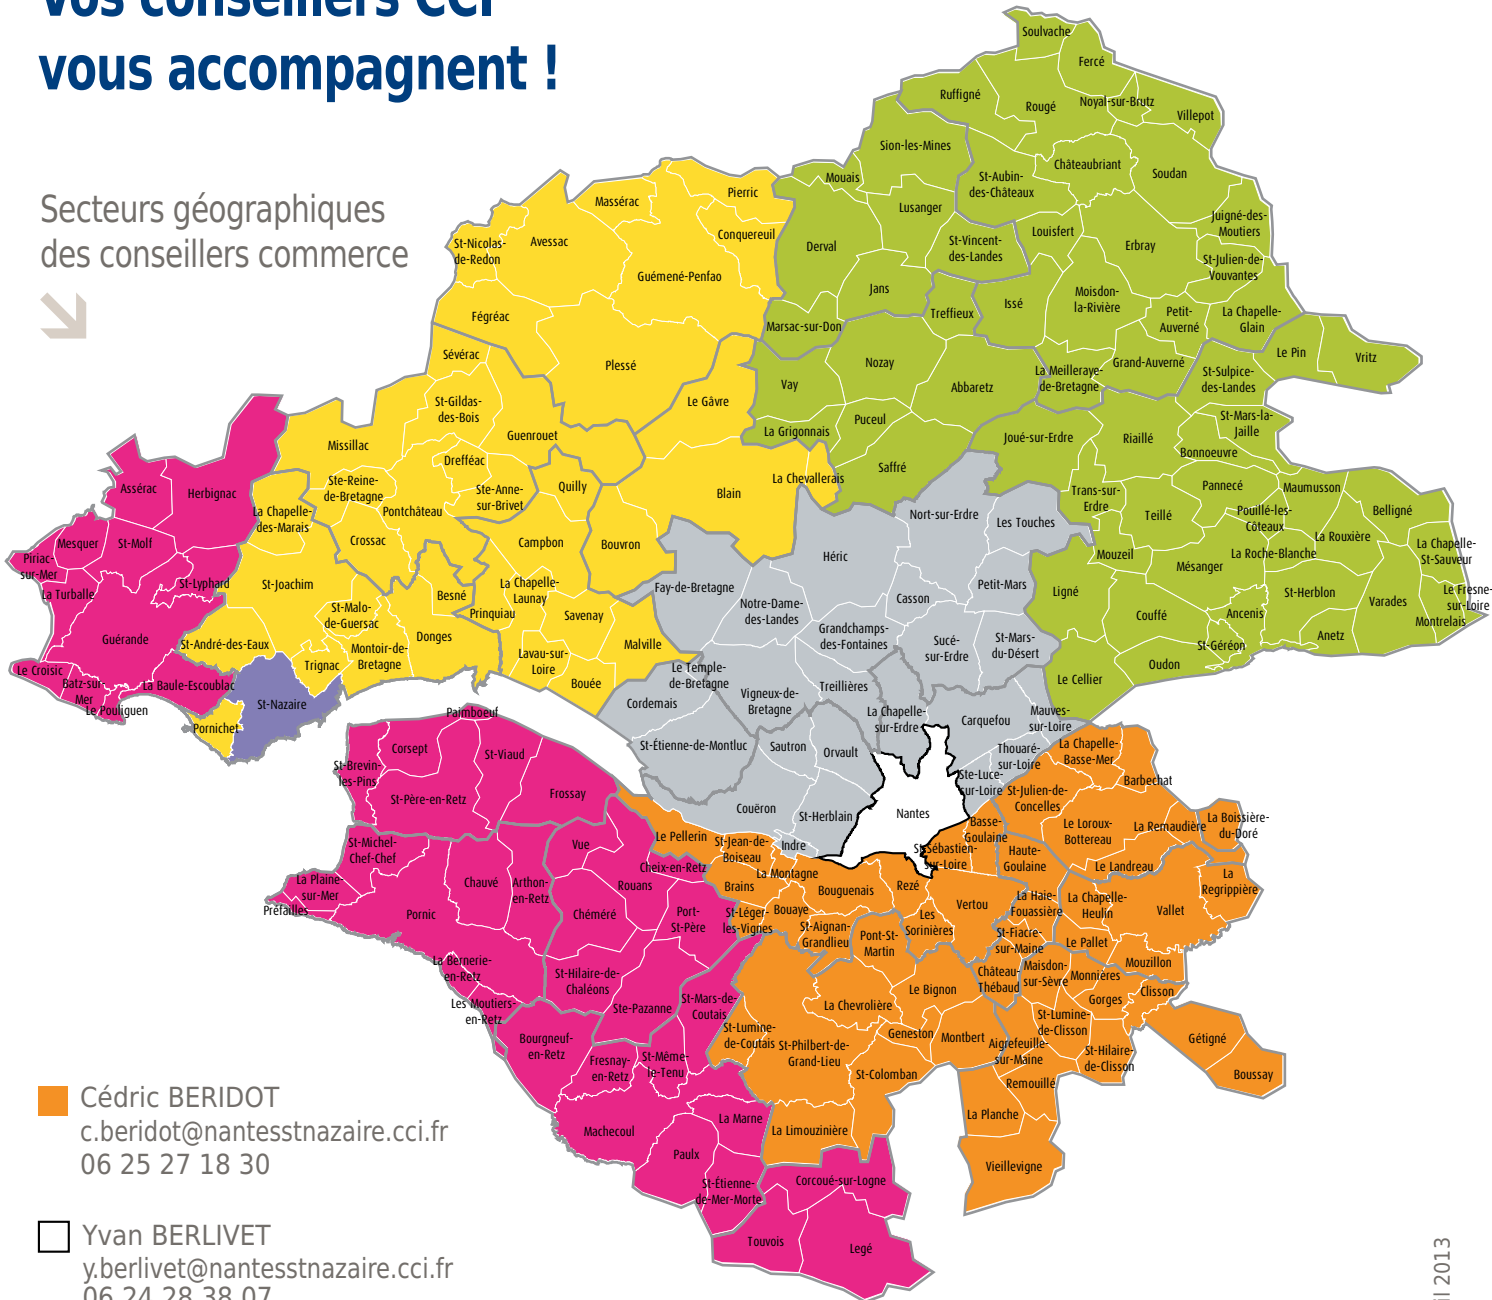 vos conseillers CCI
vous accompagnent !
Secteurs géographiques
des conseillers commerce
Soulvache
Fercé
Ruffigné
Rougé
Noyal-sur-Brutz
Villepot
Sion-les-Mines
Châteaubriant
Soudan
Mouais
St-Aubin-
des-Châteaux
Lusanger
Juigné-des-
Moutiers
Derval
St-Vincent-
des-Landes
Louisfert
Erbray
St-Julien-de-
Vouvantes
Jans
Issé
Moisdon-
la-Rivière
Treffieux
Petit-
Auverné
La Chapelle-
Glain
Marsac-sur-Don
Le Pin
Vritz
Nozay
Grand-Auverné
Vay
Abbaretz
La Meilleraye-
de-Bretagne
St-Sulpice-
des-Landes
La Grigonnais
Puceul
Joué-sur-Erdre
Riaillé
St-Mars-la-
Jaille
Bonnoeuvre
Saffré
Pannecé
Maumusson
Trans-sur-
Erdre
Teillé
Pouillé-les-
Côteaux
Belligné
La Rouxière
La Chapelle-
St-Sauveur
Mouzeil
Mésanger
La Roche-Blanche
Ligné
St-Herblon
Varades
Le Fresne-
sur-Loire
Montrelais
Couffé
Ancenis
Anetz
St-Géréon
Oudon
Le Cellier
Massérac
Pierric
Conquereuil
St-Nicolas-
de-Redon
Avessac
Guémené-Penfao
Fégréac
Sévérac
Plessé
Le Gâvre
St-Gildas-
des-Bois
Guenrouet
Missillac
Drefféac
Ste-Reine-
de-Bretagne
Ste-Anne-
sur-Brivet
Quilly
Blain
La Chevallerais
La Chapelle-
des-Marais
Pontchâteau
Crossac
Campbon
Bouvron
St-Joachim
Besné
La Chapelle-
Launay
Prinquiau
Savenay
St-Malo-
de-Guersac
Donges
Malville
St-André-des-Eaux
Montoir-de-
Bretagne
Trignac
Lavau-sur-
Loire
Bouée
Pornichet
St-Nazaire
Assérac
Herbignac
Mesquer
St-Molf
Piriac-
sur-Mer
La Turballe
St-Lyphard
Guérande
Le Croisic
Batz-sur-
Mer
Le Pouliguen
La Baule-Escoublac
Nort-sur-Erdre
Les Touches
Héric
Fay-de-Bretagne
Notre-Dame-
des-Landes
Casson
Petit-Mars
Grandchamps-
des-Fontaines
Sucé-
sur-Erdre
St-Mars-
du-Désert
Le Temple-
de-Bretagne
Cordemais
Vigneux-de-
Bretagne
Treillières
La Chapelle-
sur-Erdre
Carquefou
Mauves-
sur-Loire
St-Étienne-de-Montluc
Sautron
Orvault
Thouaré-
sur-Loire
Ste-Luce-
sur-Loire
Couëron
St-Herblain
Indre
Nantes
La Chapelle-
Basse-Mer
Barbechat
St-Julien-de-
Concelles
Le Loroux-
Bottereau
La Remaudière
La Boissière-
du-Doré
Basse-
Goulaine
St-Sébastien-
sur-Loire
Haute-
Goulaine
Le Landreau
La
Regrippière
Le Pellerin
St-Jean-de-
Boiseau
La Montagne
Brains
Bouguenais
Rezé
Vertou
La Haie-
Fouassière
La Chapelle-
Heulin
Vallet
St-Léger-
les-Vignes
Bouaye
St-Aignan-
Grandlieu
Les
Sorinières
Pont-St-
Martin
St-Fiacre-
sur-Maine
Le Pallet
Mouzillon
Château-
Thébaud
Maisdon-
sur-Sèvre
Monnières
Gorges
Clisson
La Chevrolière
Le Bignon
St-Lumine-
de-Coutais
St-Philbert-de-
Grand-Lieu
Geneston
Montbert
Aigrefeuille-
sur-Maine
St-Lumine-
de-Clisson
St-Hilaire-
de-Clisson
Gétigné
Boussay
St-Colomban
Remouillé
La Planche
La Limouzinière
Vieillevigne
Paimboeuf
Corsept
St-Viaud
St-Brevin-
les-Pins
St-Père-en-Retz
Frossay
St-Michel-
Chef-Chef
Vue
Cheix-en-Retz
La Plaine-
sur-Mer
Chauvé
Arthon-
en-Retz
Rouans
Préfailles
Pornic
Chéméré
Port-
St-Père
La Bernerie-
en-Retz
St-Hilaire-de-
Chaléons
Les Moutiers-
en-Retz
Ste-Pazanne
St-Mars-de-
Coutais
Bourgneuf-
en-Retz
Fresnay-
en-Retz
St-Même-
le-Tenu
Machecoul
La Marne
Paulx
St-Étienne-
de-Mer-Morte
Corcoué-sur-Logne
Touvois
Legé
Cédric BERIDOT
c.beridot@nantesstnazaire.cci.fr
06 25 27 18 30
Yvan BERLIVET
y.berlivet@nantesstnazaire.cci.fr
06 24 28 38 07
2013